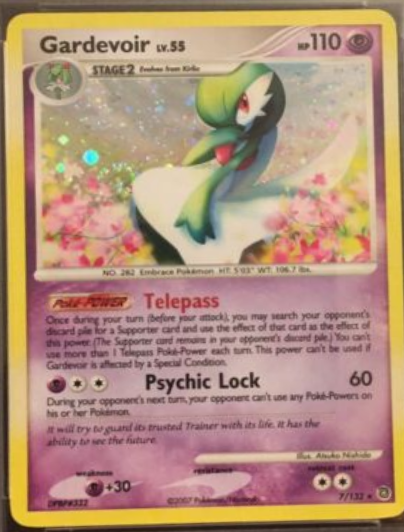 Gardevoir LV.55 HP 110
STAGE2 Evolves from Kirlia
NO. 282 Embrace Pokémon HT: 5'03" WT: 106.7 lbs.
POKé-POWER Telepass
Once during your turn (before your attack), you may search your opponent's
discard pile for a Supporter card and use the effect of that card as the effect of
this power. (The Supporter card remains in your opponent's discard pile.) You can't
use more than 1 Telepass Poké-Power each turn. This power can't be used if
Gardevoir is affected by a Special Condition.
Psychic Lock 60
During your opponent's next turn, your opponent can't use any Poké-Powers on
his or her Pokémon.
It will try to guard its trusted Trainer with its life. It has the
ability to see the future.
Illus. Atsuko Nishida
weakness resistance retreat cost
+30
DPBP#322 ©2007 Pokémon/Nintendo 7/132 ★